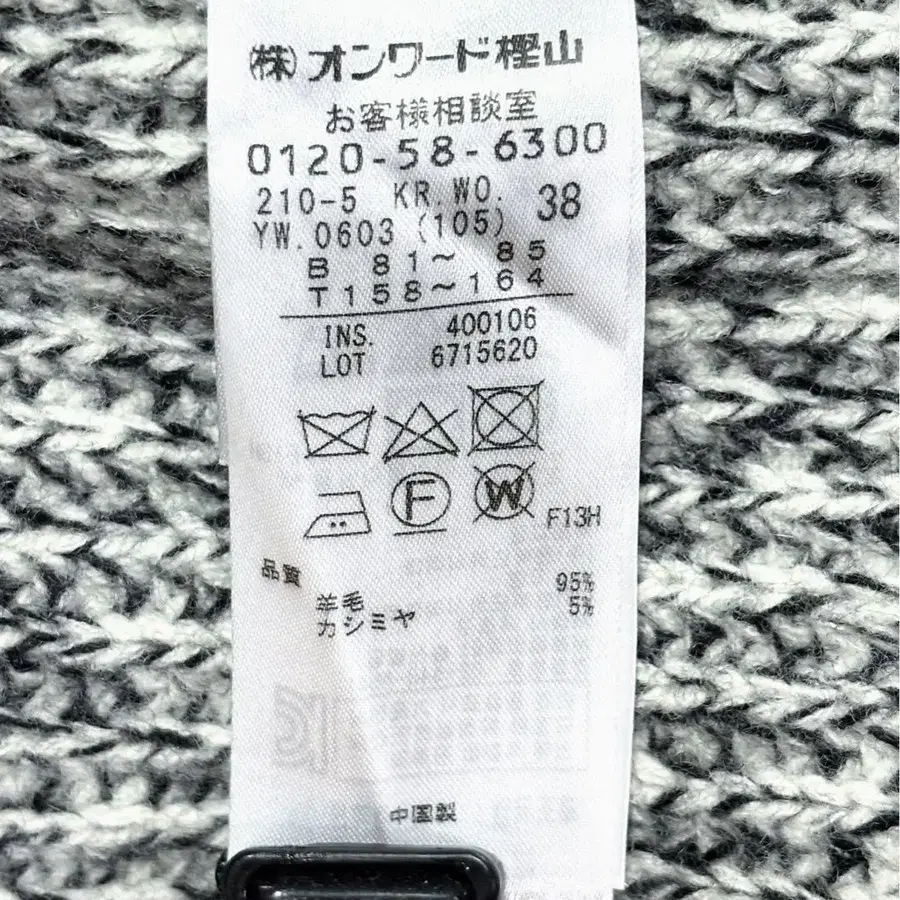 (株)オンワード樫山
お客様相談室
0120-58-6300
210-5 KR.WO. 38
YW.0603 (105)
B 81～ 85
T158～164
INS. 400106
LOT 6715620
F
W
F13H
品質
羊毛 95%
カシミヤ 5%
中国製